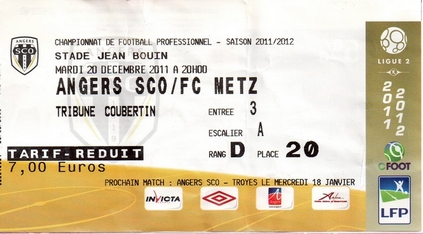 ANGERS
SCO
CHAMPIONNAT DE FOOTBALL PROFESSIONNEL - SAISON 2011/2012
STADE JEAN BOUIN
MARDI 20 DECEMBRE 2011 A 20H00
ANGERS SCO/FC METZ
TRIBUNE COUBERTIN
ENTREE 3
ESCALIER A
RANG D PLACE 20
TARIF-REDUIT
7,00 Euros
PROCHAIN MATCH : ANGERS SCO - TROYES LE MERCREDI 18 JANVIER
INVICTA
LIGUE 2
2011
2012
CFOOT
LFP